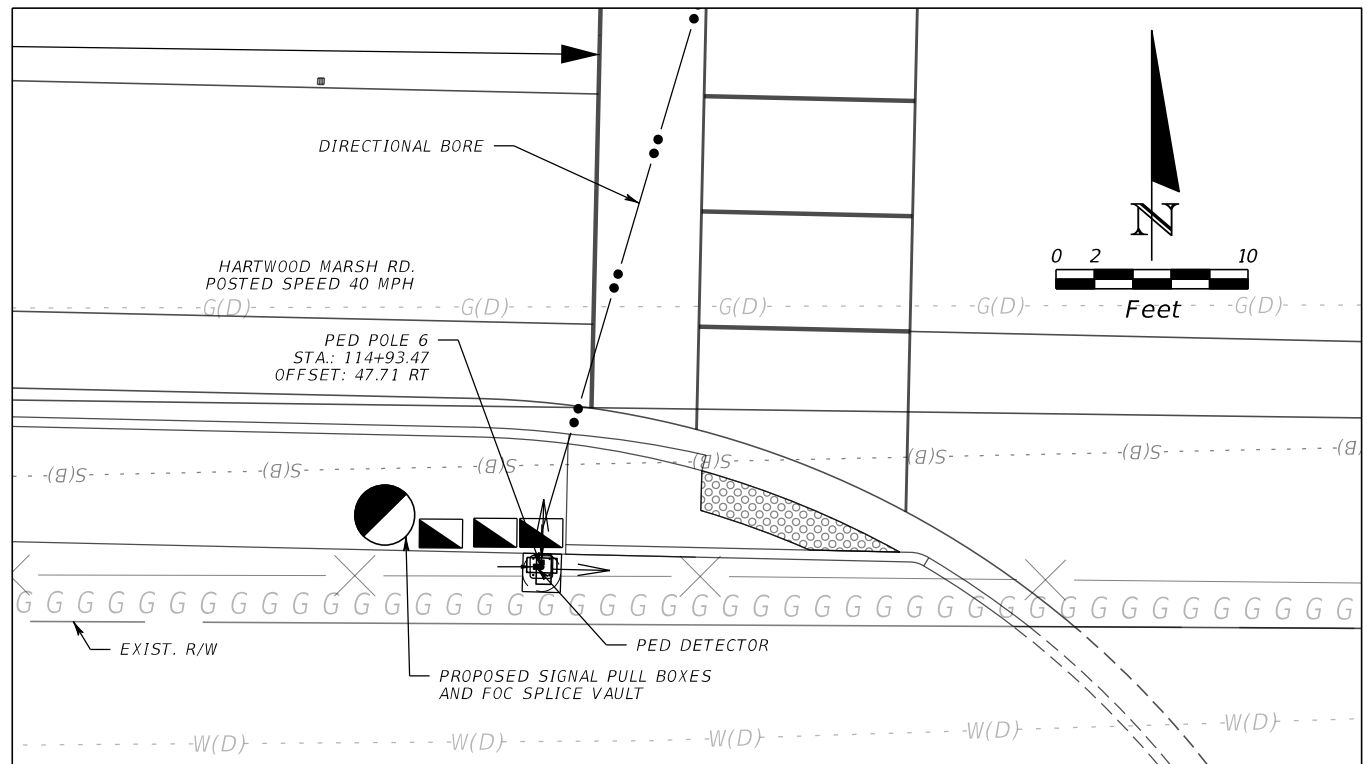 DIRECTIONAL BORE
N
0 2 10
Feet
HARTWOOD MARSH RD.
POSTED SPEED 40 MPH
G(D) G(D) G(D) G(D) G(D)
PED POLE 6
STA.: 114+93.47
OFFSET: 47.71 RT
S(B) S(B) S(B) S(B) S(B) S(B) S(B)
G G G G G G G G G G G G G G G G G G G G G G G G G G G G G G G G G G G G G G G G G G G G G G G G G G G G G G G G G G G G G G
EXIST. R/W
PED DETECTOR
PROPOSED SIGNAL PULL BOXES
AND FOC SPLICE VAULT
W(D) W(D) W(D) W(D) W(D)